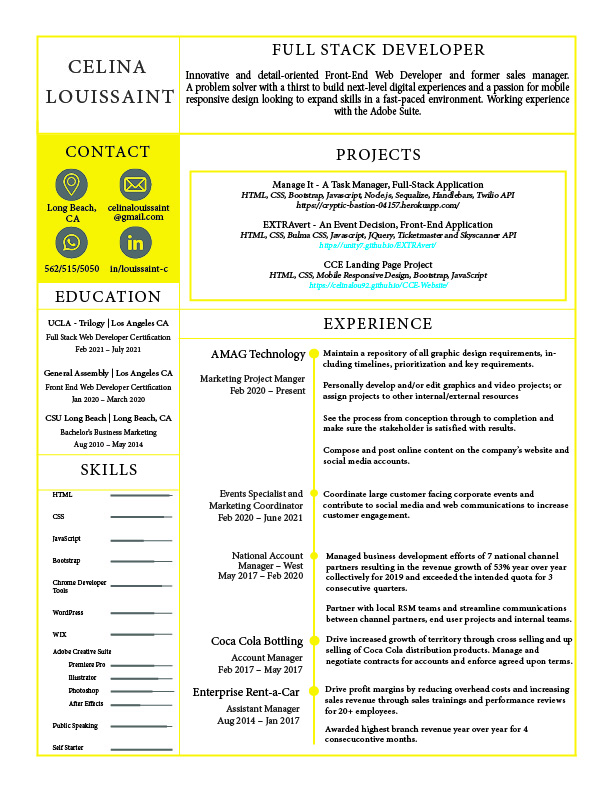 CELINA
LOUISSAINT
FULL STACK DEVELOPER
Innovative and detail-oriented Front-End Web Developer and former sales manager.
A problem solver with a thirst to build next-level digital experiences and a passion for mobile
responsive design looking to expand skills in a fast-paced environment. Working experience
with the Adobe Suite.
CONTACT
Long Beach,
CA
celinalouissaint
@gmail.com
562/515/5050
in/louissaint-c
EDUCATION
UCLA - Trilogy | Los Angeles CA
Full Stack Web Developer Certification
Feb 2021 – July 2021
General Assembly | Los Angeles CA
Front End Web Developer Certification
Jan 2020 – March 2020
CSU Long Beach | Long Beach, CA
Bachelor's Business Marketing
Aug 2010 – May 2014
SKILLS
HTML
CSS
JavaScript
Bootstrap
Chrome Developer
Tools
WordPress
WIX
Adobe Creative Suite
Premiere Pro
Illustrator
Photoshop
After Effects
Public Speaking
Self Starter
PROJECTS
Manage It - A Task Manager, Full-Stack Application
HTML, CSS, Bootstrap, Javascript, Node.js, Sequalize, Handlebars, Twilio API
https://cryptic-bastion-04157.herokuapp.com/
EXTRAvert - An Event Decision, Front-End Application
HTML, CSS, Bulma CSS, Javascript, JQuery, Ticketmaster and Skyscanner API
https://unity7.github.io/EXTRAvert/
CCE Landing Page Project
HTML, CSS, Mobile Responsive Design, Bootstrap, JavaScript
https://celinalou92.github.io/CCE-Website/
EXPERIENCE
AMAG Technology
Marketing Project Manger
Feb 2020 – Present
Maintain a repository of all graphic design requirements, in-
cluding timelines, prioritization and key requirements.
Personally develop and/or edit graphics and video projects; or
assign projects to other internal/external resources
See the process from conception through to completion and
make sure the stakeholder is satisfied with results.
Compose and post online content on the company's website and
social media accounts.
Events Specialist and
Marketing Coordinator
Feb 2020 – June 2021
Coordinate large customer facing corporate events and
contribute to social media and web communications to increase
customer engagement.
National Account
Manager – West
May 2017 – Feb 2020
Managed business development efforts of 7 national channel
partners resulting in the revenue growth of 53% year over year
collectively for 2019 and exceeded the intended quota for 3
consecutive quarters.
Partner with local RSM teams and streamline communications
between channel partners, end user projects and internal teams.
Coca Cola Bottling
Account Manager
Feb 2017 – May 2017
Drive increased growth of territory through cross selling and up
selling of Coca Cola distribution products. Manage and
negotiate contracts for accounts and enforce agreed upon terms.
Enterprise Rent-a-Car
Assistant Manager
Aug 2014 – Jan 2017
Drive profit margins by reducing overhead costs and increasing
sales revenue through sales trainings and performance reviews
for 20+ employees.
Awarded highest branch revenue year over year for 4
consecucontive months.